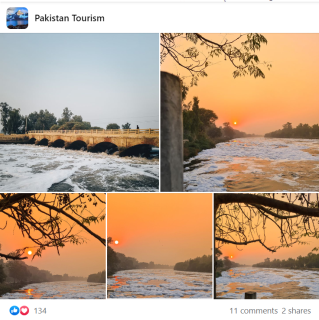 Pakistan Tourism
134
11 comments 2 shares